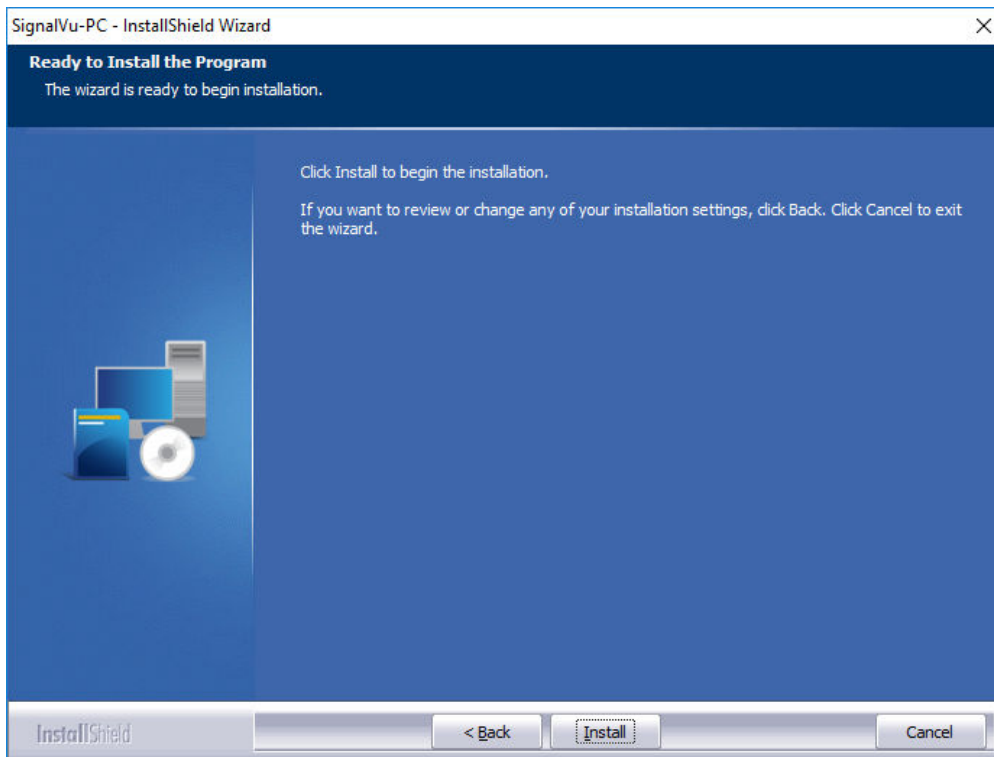 SignalVu-PC - InstallShield Wizard
Ready to Install the Program
The wizard is ready to begin installation.
Click Install to begin the installation.
If you want to review or change any of your installation settings, click Back. Click Cancel to exit
the wizard.
InstallShield
< Back
Install
Cancel